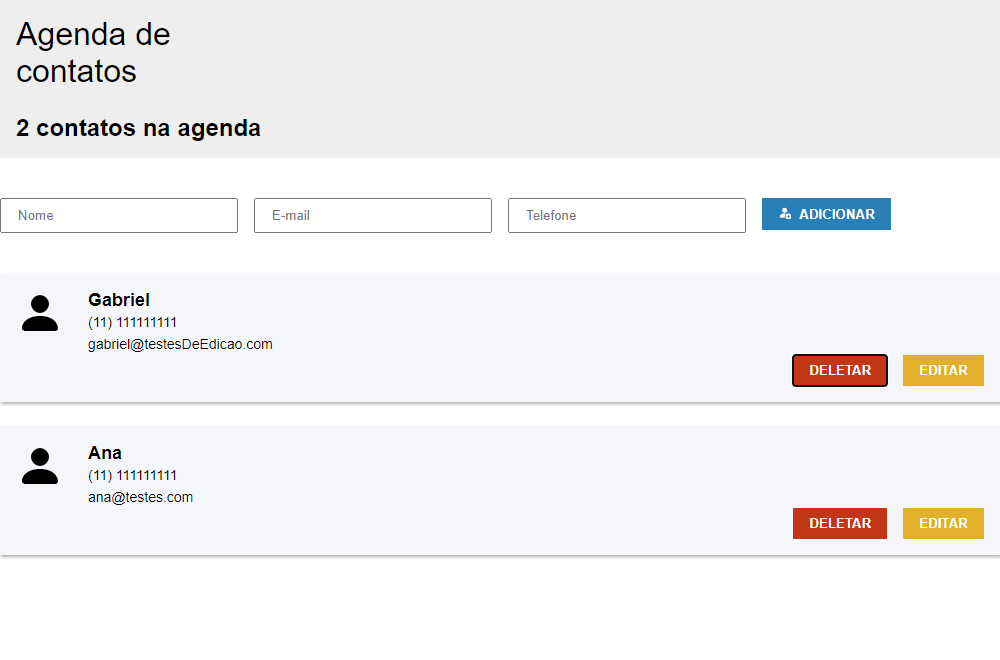 Agenda de
contatos
2 contatos na agenda
Nome
E-mail
Telefone
ADICIONAR
Gabriel
(11) 111111111
gabriel@testesDeEdicao.com
DELETAR
EDITAR
Ana
(11) 111111111
ana@testes.com
DELETAR
EDITAR